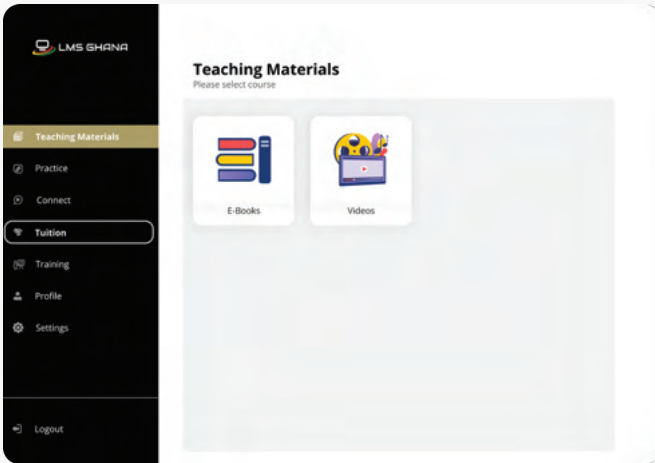 LMS GHANA
Teaching Materials
Please select course
Teaching Materials
Practice
Connect
Tuition
Training
Profile
Settings
Logout
E-Books
Videos